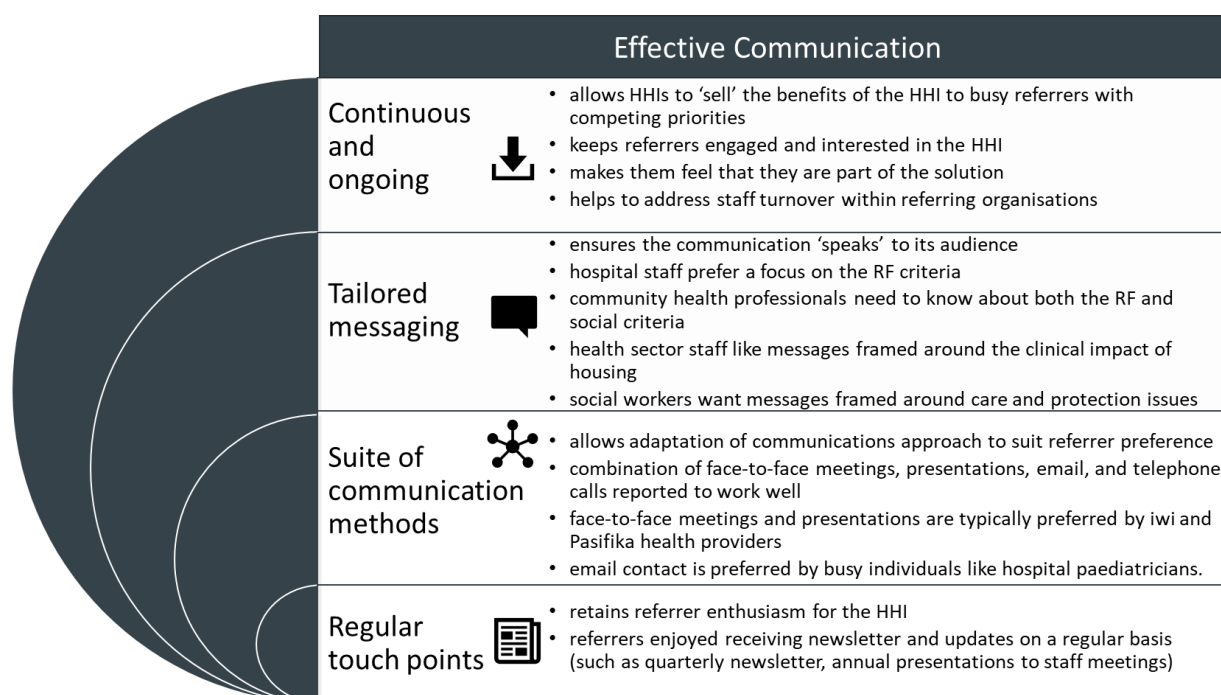 Effective Communication
Continuous
and
ongoing
• allows HHIs to ‘sell’ the benefits of the HHI to busy referrers with
competing priorities
• keeps referrers engaged and interested in the HHI
• makes them feel that they are part of the solution
• helps to address staff turnover within referring organisations
Tailored
messaging
• ensures the communication ‘speaks’ to its audience
• hospital staff prefer a focus on the RF criteria
• community health professionals need to know about both the RF and
social criteria
• health sector staff like messages framed around the clinical impact of
housing
• social workers want messages framed around care and protection issues
Suite of
communication
methods
• allows adaptation of communications approach to suit referrer preference
• combination of face-to-face meetings, presentations, email, and telephone
calls reported to work well
• face-to-face meetings and presentations are typically preferred by iwi and
Pasifika health providers
• email contact is preferred by busy individuals like hospital paediatricians.
Regular
touch points
• retains referrer enthusiasm for the HHI
• referrers enjoyed receiving newsletter and updates on a regular basis
(such as quarterly newsletter, annual presentations to staff meetings)